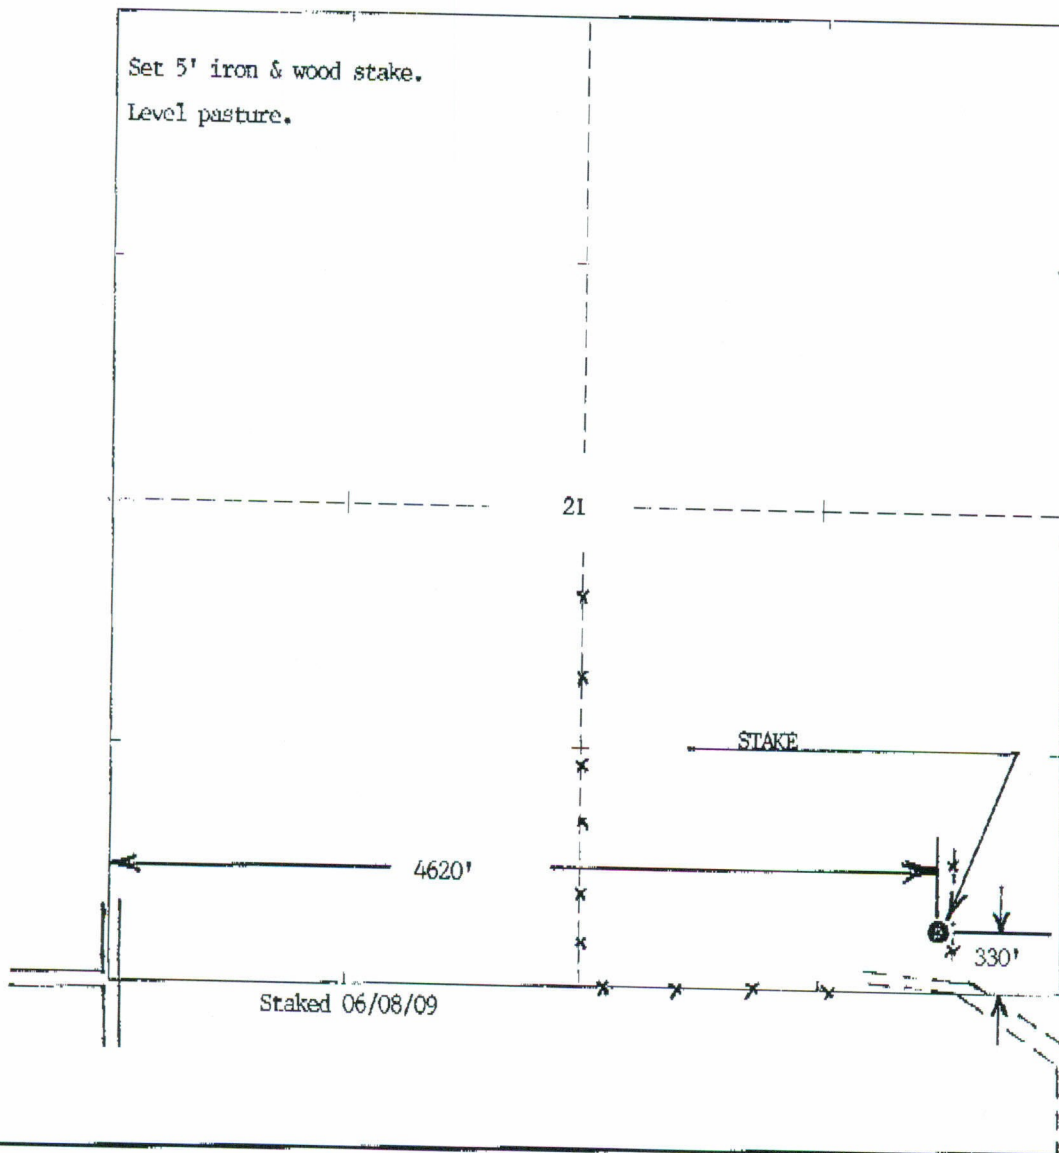 Set 5' iron & wood stake.
Level pasture.
21
STAKE
4620'
330'
Staked 06/08/09